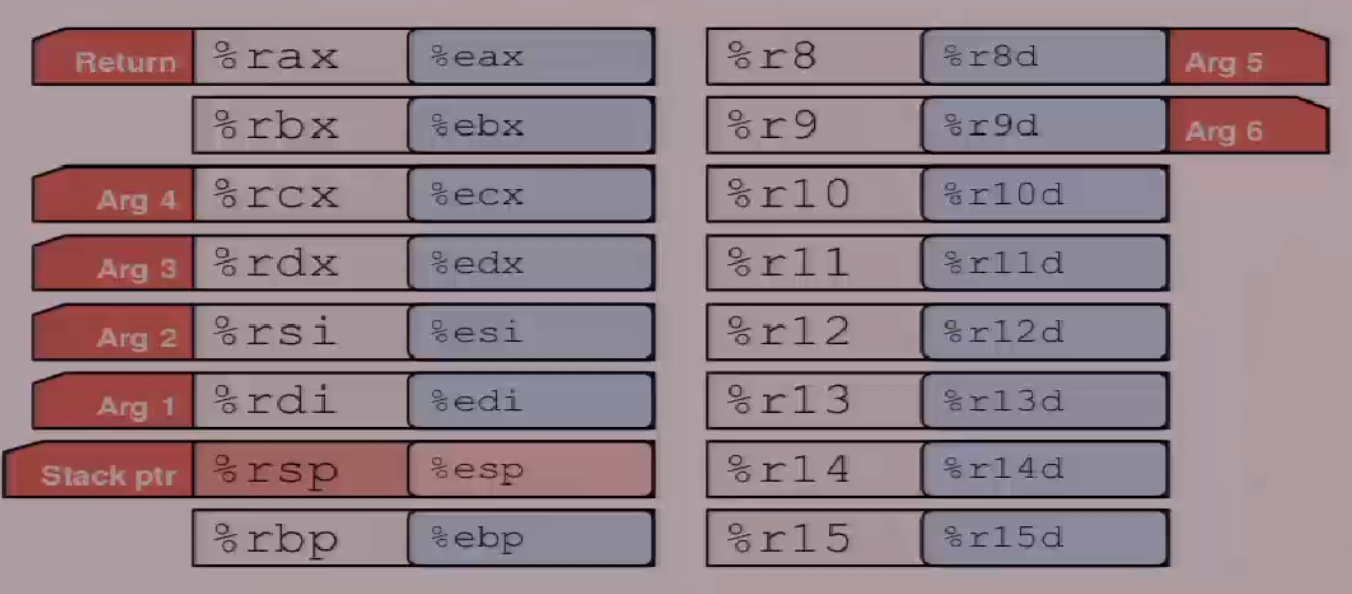 Return %rax %eax %r8 %r8d Arg 5
%rbx %ebx %r9 %r9d Arg 6
Arg 4 %rcx %ecx %r10 %r10d
Arg 3 %rdx %edx %r11 %r11d
Arg 2 %rsi %esi %r12 %r12d
Arg 1 %rdi %edi %r13 %r13d
Stack ptr %rsp %esp %r14 %r14d
%rbp %ebp %r15 %r15d